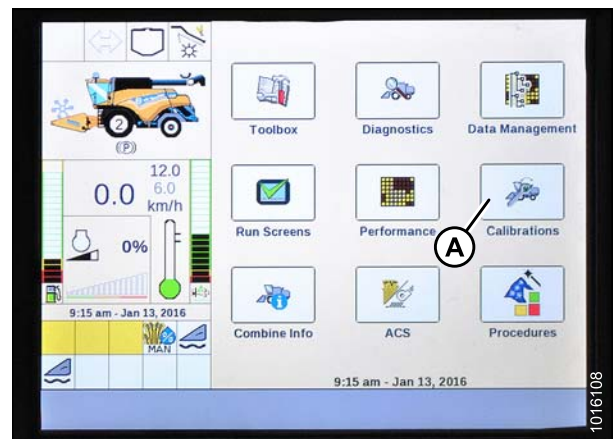 2
(P)
12.0
6.0
0.0 km/h
0%
9:15 am - Jan 13, 2016
MAN
Toolbox
Diagnostics
Data Management
Run Screens
Performance
Calibrations
A
Combine Info
ACS
Procedures
9:15 am - Jan 13, 2016
1016108